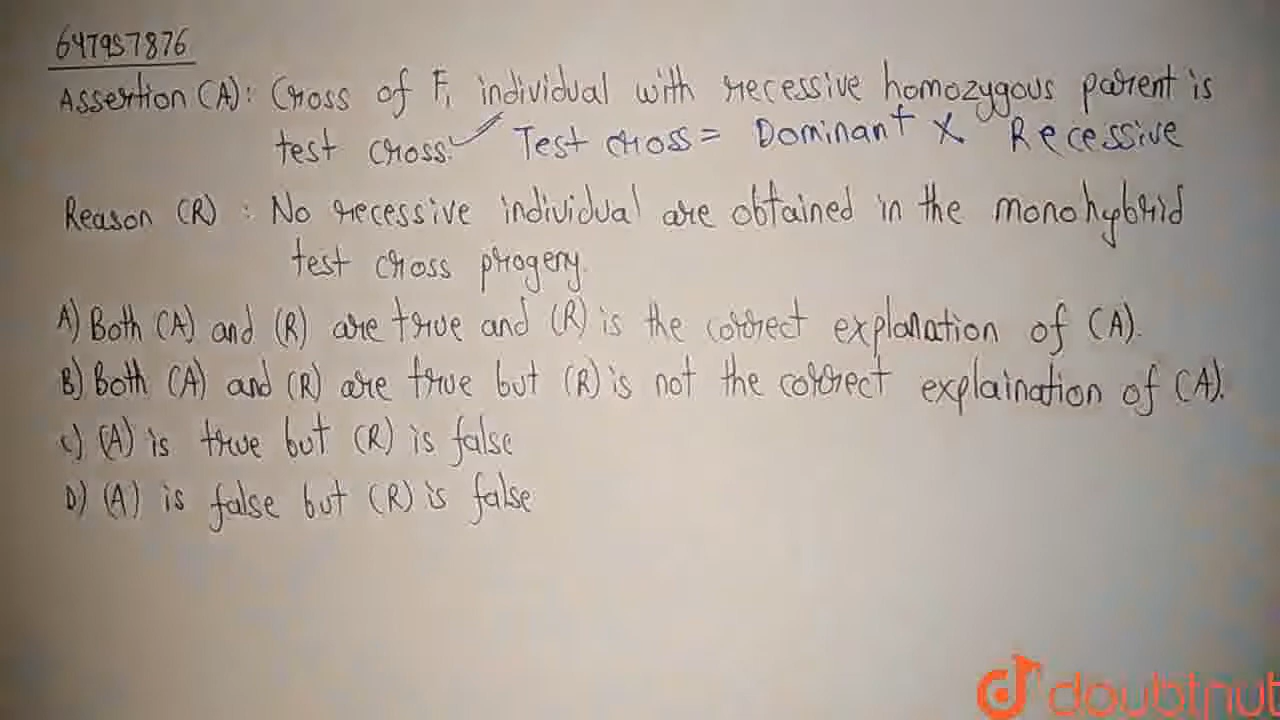 647957876
Assertion (A): Cross of F1 individual with recessive homozygous parent is
test cross. ✓ Test cross = Dominant X Recessive
Reason (R) : No recessive individual are obtained in the monohybrid
test cross progeny.
A) Both (A) and (R) are true and (R) is the correct explanation of (A).
B) Both (A) and (R) are true but (R) is not the correct explaination of (A).
C) (A) is true but (R) is false
D) (A) is false but (R) is false
doubtnut